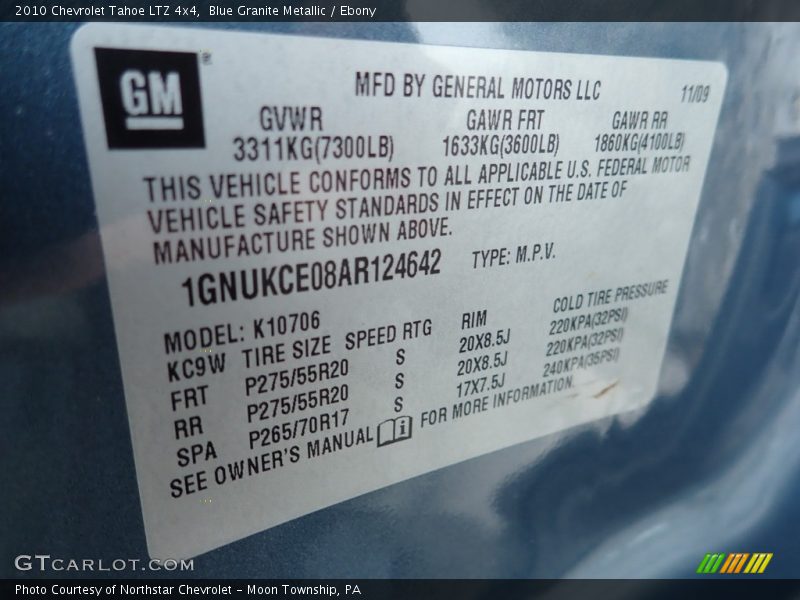 2010 Chevrolet Tahoe LTZ 4x4, Blue Granite Metallic / Ebony
GM
MFD BY GENERAL MOTORS LLC 11/09
GVWR GAWR FRT GAWR RR
3311KG(7300LB) 1633KG(3600LB) 1860KG(4100LB)
THIS VEHICLE CONFORMS TO ALL APPLICABLE U.S. FEDERAL MOTOR
VEHICLE SAFETY STANDARDS IN EFFECT ON THE DATE OF
MANUFACTURE SHOWN ABOVE.
1GNUKCE08AR124642 TYPE: M.P.V.
MODEL: K10706
KC9W TIRE SIZE SPEED RTG RIM COLD TIRE PRESSURE
FRT P275/55R20 S 20X8.5J 220KPA(32PSI)
RR P275/55R20 S 20X8.5J 220KPA(32PSI)
SPA P265/70R17 S 17X7.5J 240KPA(35PSI)
SEE OWNER'S MANUAL FOR MORE INFORMATION.
GTCARLOT.COM
Photo Courtesy of Northstar Chevrolet - Moon Township, PA